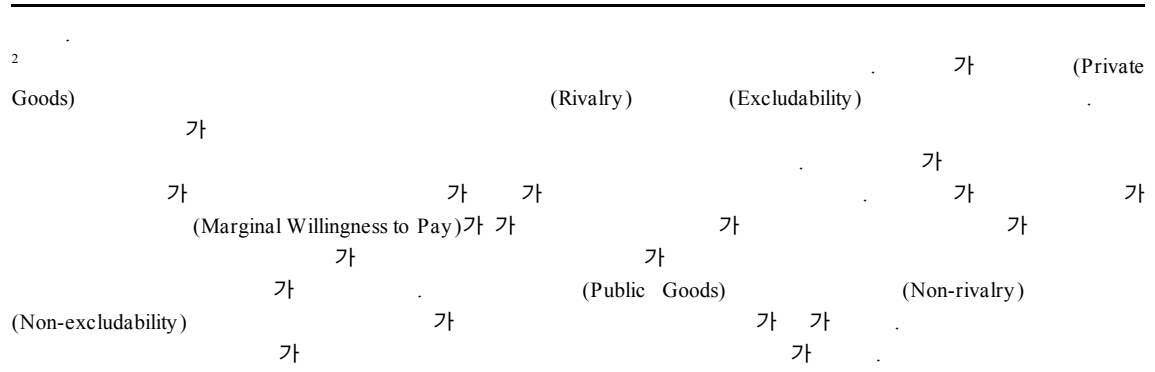 .
2 . 가 (Private
Goods) (Rivalry) (Excludability) .
가
. 가
가 가 가 . 가 가
(Marginal Willingness to Pay)가 가 가 가
가 가
가 . (Public Goods) (Non-rivalry)
(Non-excludability) 가 가 가 .
가 가 .